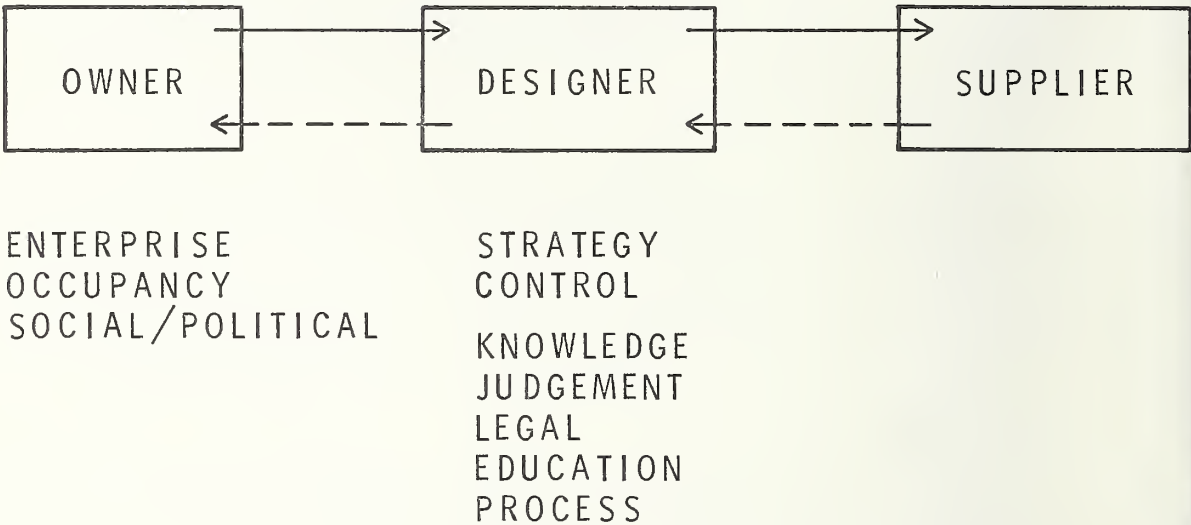 OWNER
DESIGNER
SUPPLIER
ENTERPRISE
OCCUPANCY
SOCIAL/POLITICAL
STRATEGY
CONTROL
KNOWLEDGE
JUDGEMENT
LEGAL
EDUCATION
PROCESS